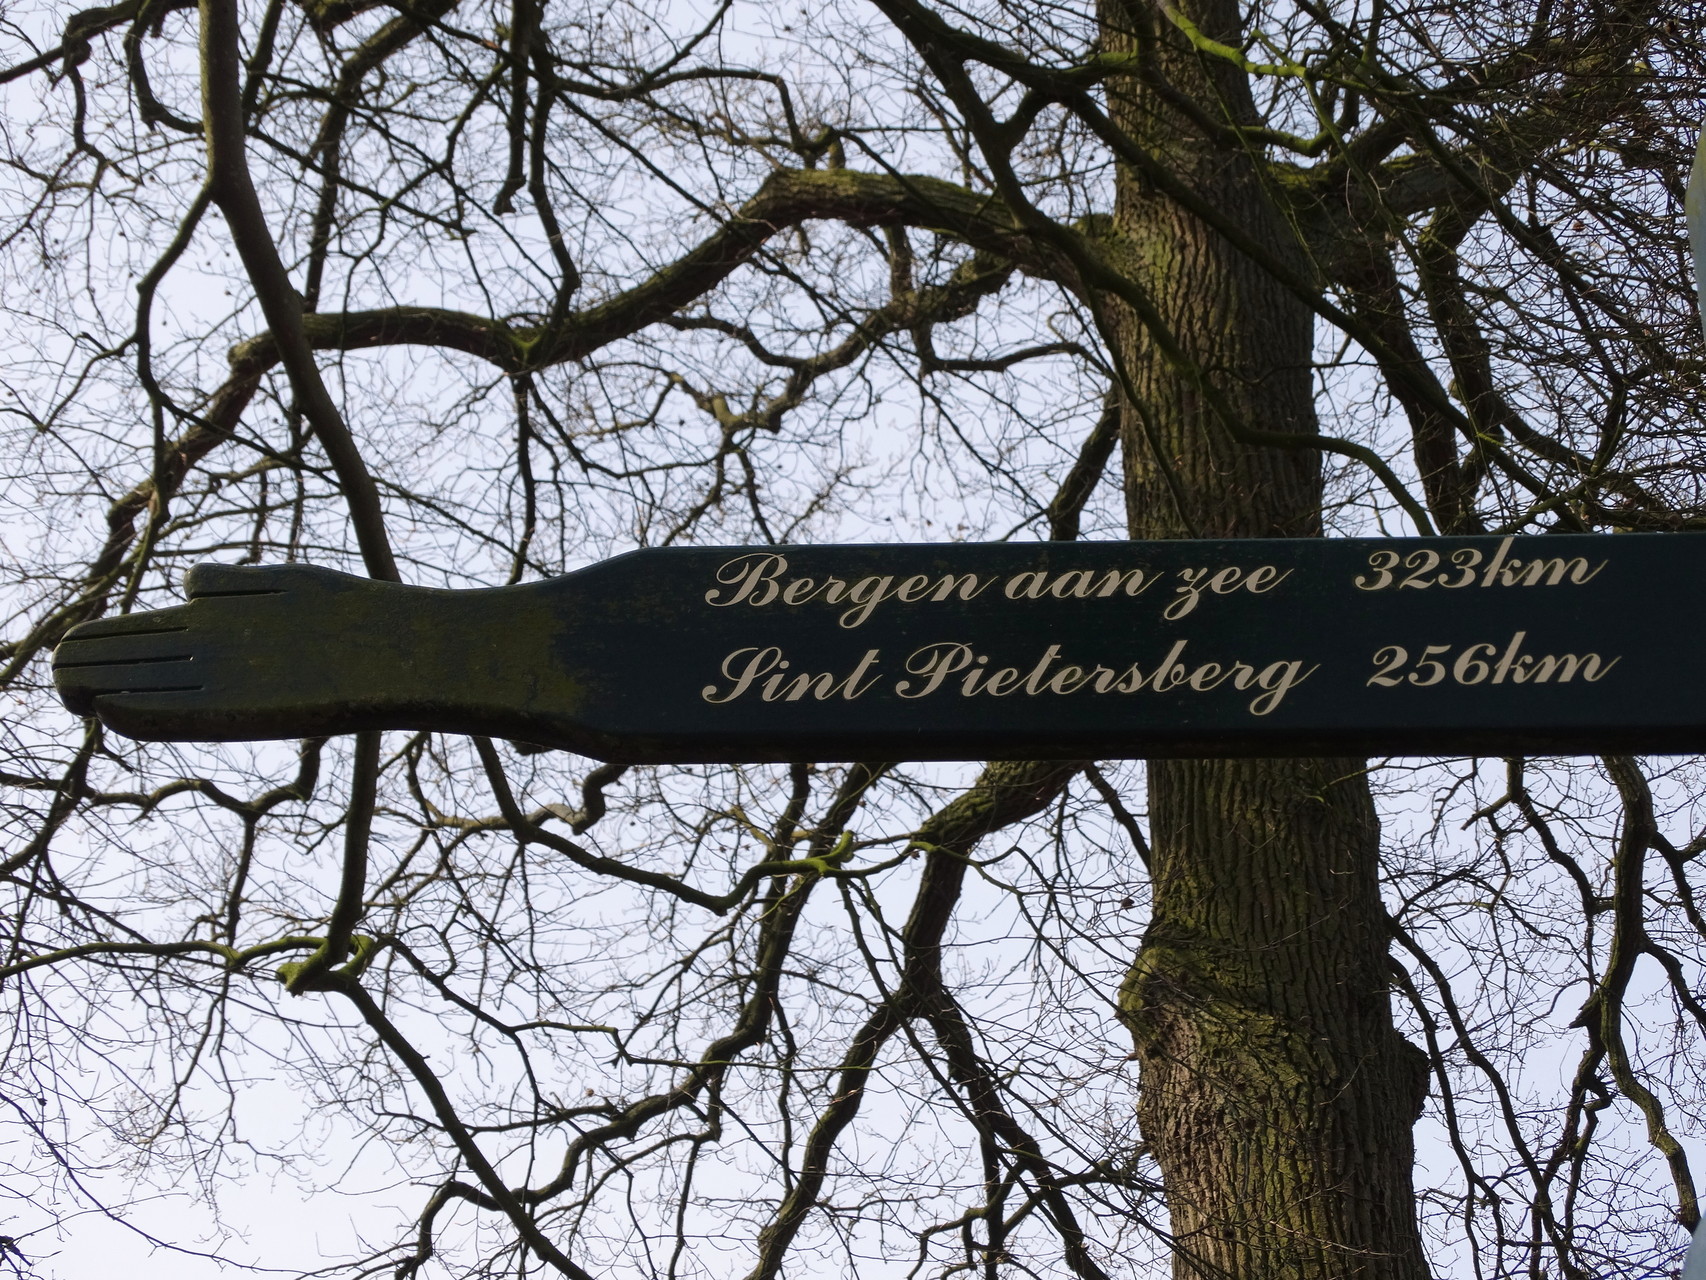 Bergen aan zee 323km
Sint Pietersberg 256km